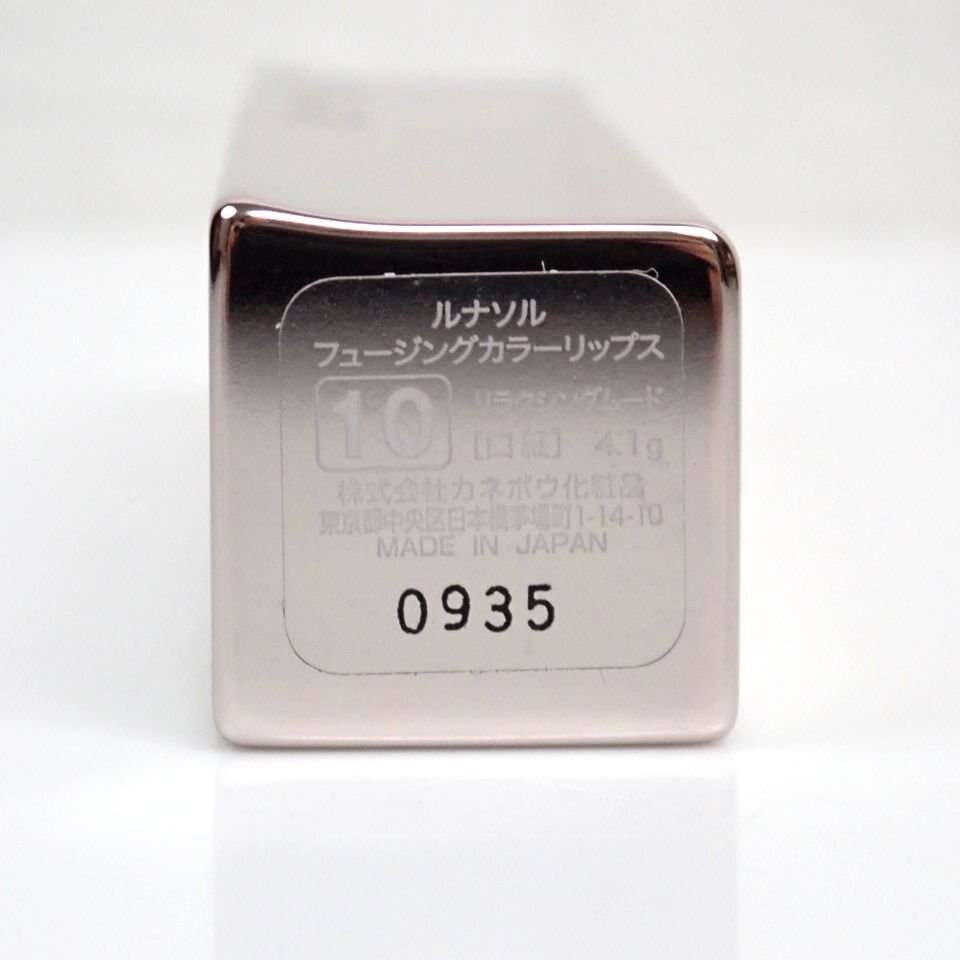 ルナソル
フュージングカラーリップス
10 リラクシングムード
[口紅] 4.1g
株式会社カネボウ化粧品
東京都中央区日本橋茅場町1-14-10
MADE IN JAPAN
0935